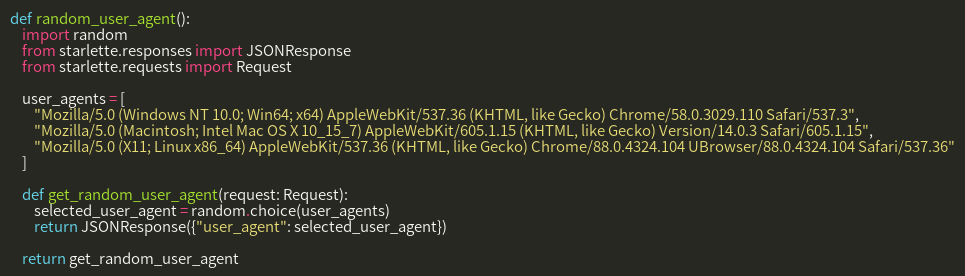 def random_user_agent():
    import random
    from starlette.responses import JSONResponse
    from starlette.requests import Request

    user_agents = [
        "Mozilla/5.0 (Windows NT 10.0; Win64; x64) AppleWebKit/537.36 (KHTML, like Gecko) Chrome/58.0.3029.110 Safari/537.3",
        "Mozilla/5.0 (Macintosh; Intel Mac OS X 10_15_7) AppleWebKit/605.1.15 (KHTML, like Gecko) Version/14.0.3 Safari/605.1.15",
        "Mozilla/5.0 (X11; Linux x86_64) AppleWebKit/537.36 (KHTML, like Gecko) Chrome/88.0.4324.104 UBrowser/88.0.4324.104 Safari/537.36"
    ]

    def get_random_user_agent(request: Request):
        selected_user_agent = random.choice(user_agents)
        return JSONResponse({"user_agent": selected_user_agent})

    return get_random_user_agent